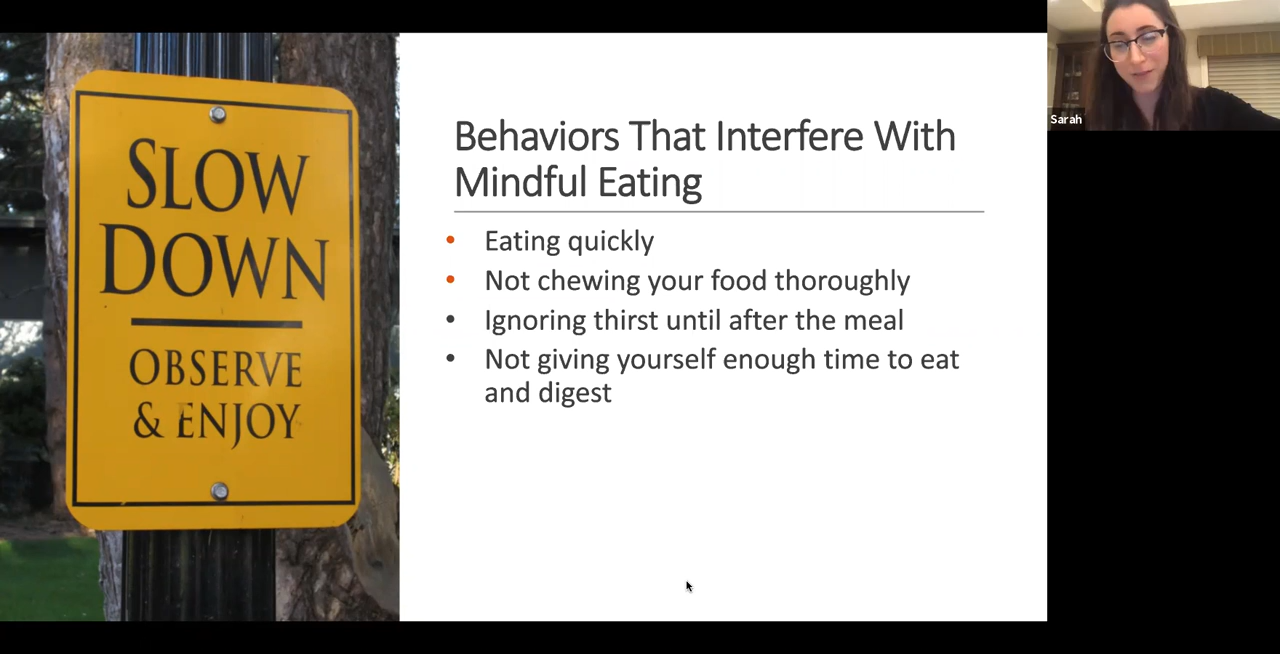 SLOW
DOWN
OBSERVE
& ENJOY
Behaviors That Interfere With
Mindful Eating
• Eating quickly
• Not chewing your food thoroughly
• Ignoring thirst until after the meal
• Not giving yourself enough time to eat
and digest
Sarah